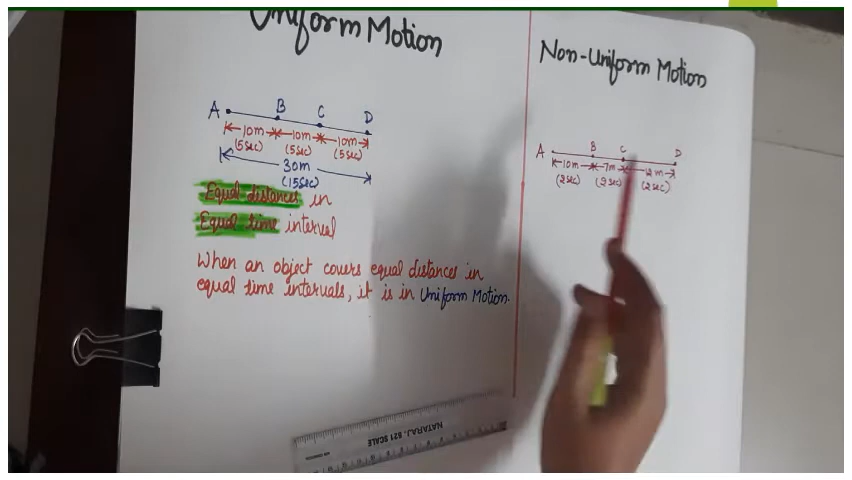 Uniform Motion
A B C D
10m 10m 10m
(5sec) (5sec) (5sec)
30m
(15sec)
Equal distances in
Equal time interval
When an object covers equal distances in
equal time intervals, it is in Uniform Motion.
Non-Uniform Motion
A B C D
10m 7m 12m
(2sec) (2sec) (2sec)
NATARAJ. 621 SCALE